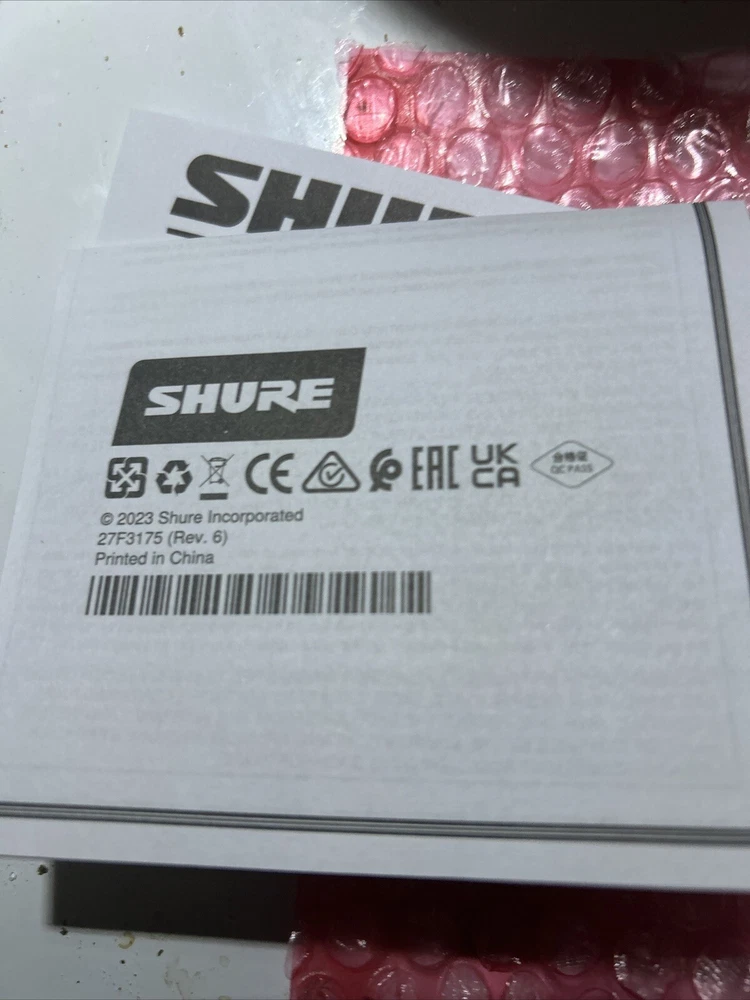 SHURE
SHURE
CE EAC UK
CA 合格证
QC PASS
© 2023 Shure Incorporated
27F3175 (Rev. 6)
Printed in China